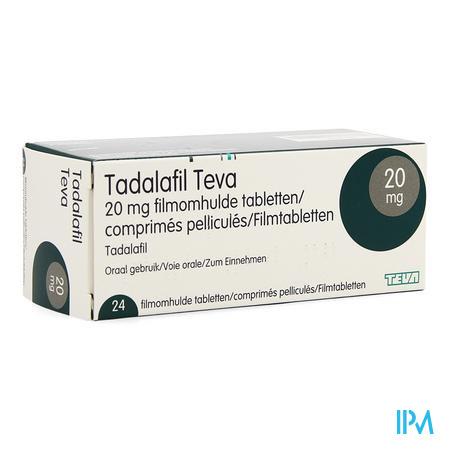 Tadalafil Teva
20 mg filmomhulde tabletten/
comprimés pelliculés/Filmtabletten
Tadalafil
Oraal gebruik/Voie orale/Zum Einnehmen
24 filmomhulde tabletten/comprimés pelliculés/Filmtabletten
20
mg
TEVA
Tadalafil
Teva
20
mg
IPM